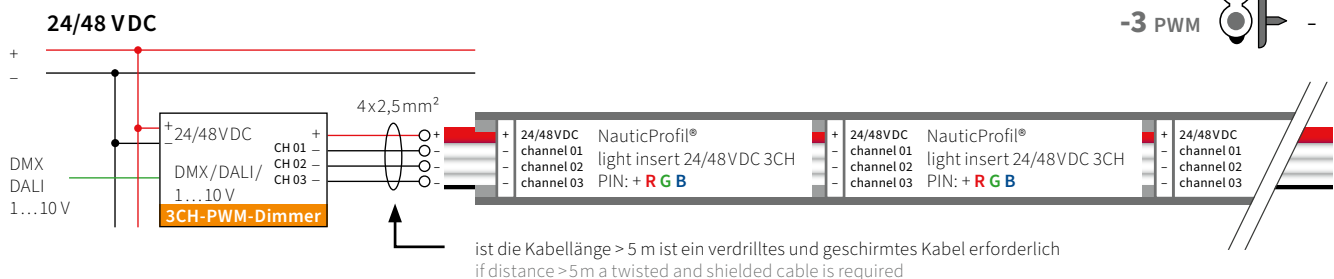 24/48 VDC
-3 PWM
–
+
–
4x2,5mm²
+
–
24/48VDC
+
CH 01 –
CH 02 –
CH 03 –
DMX/DALI/
1...10 V
3CH-PWM-Dimmer
DMX
DALI
1...10 V
+
–
–
–
+ 24/48VDC
– channel 01
– channel 02
– channel 03
NauticProfil®
light insert 24/48VDC 3CH
PIN: + R G B
+ 24/48VDC
– channel 01
– channel 02
– channel 03
NauticProfil®
light insert 24/48VDC 3CH
PIN: + R G B
+ 24/48VDC
– channel 01
– channel 02
– channel 03
ist die Kabellänge > 5 m ist ein verdrilltes und geschirmtes Kabel erforderlich
if distance >5m a twisted and shielded cable is required